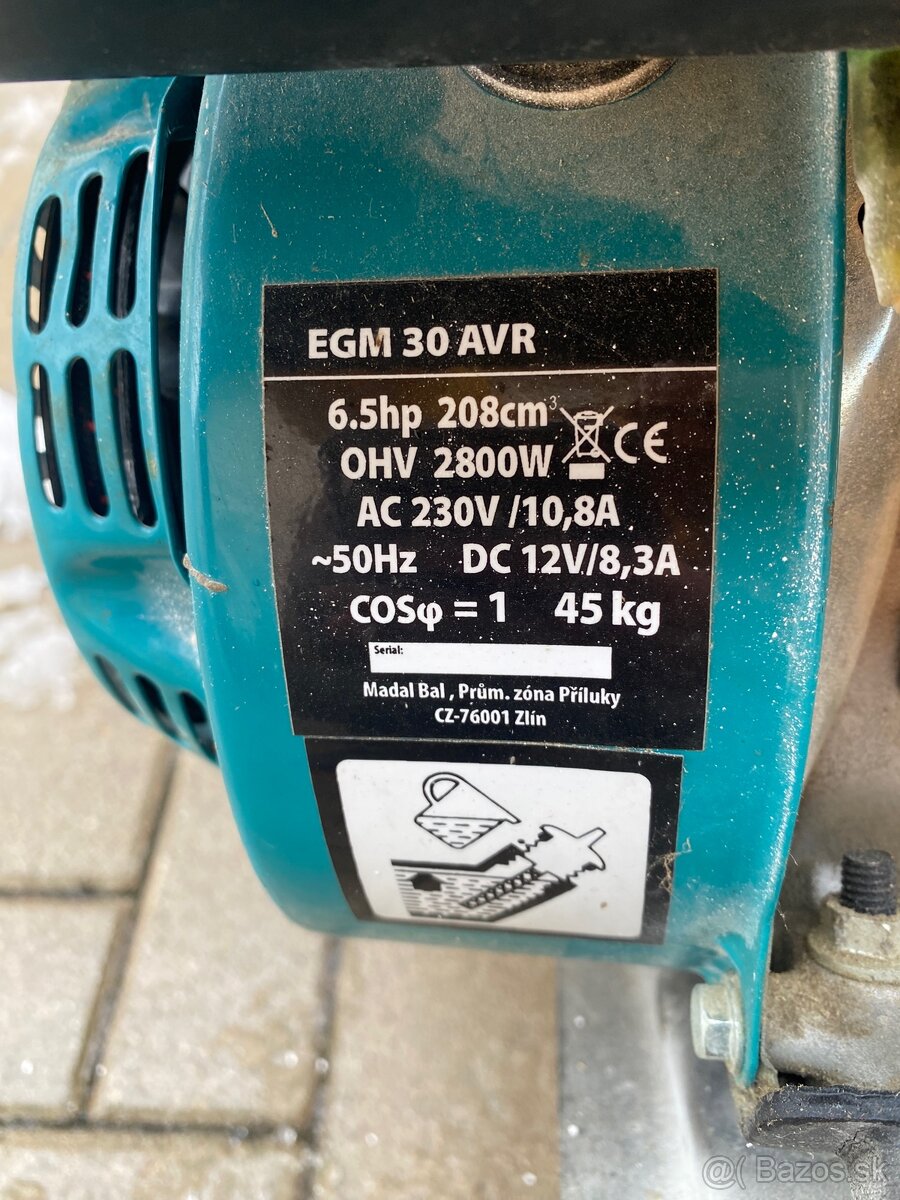 EGM 30 AVR
6.5hp 208cm³
OHV 2800W
CE
AC 230V /10,8A
~50Hz DC 12V/8,3A
COSφ = 1 45 kg
Serial:
Madal Bal , Prům. zóna Příluky
CZ-76001 Zlín
@( Bazos.sk